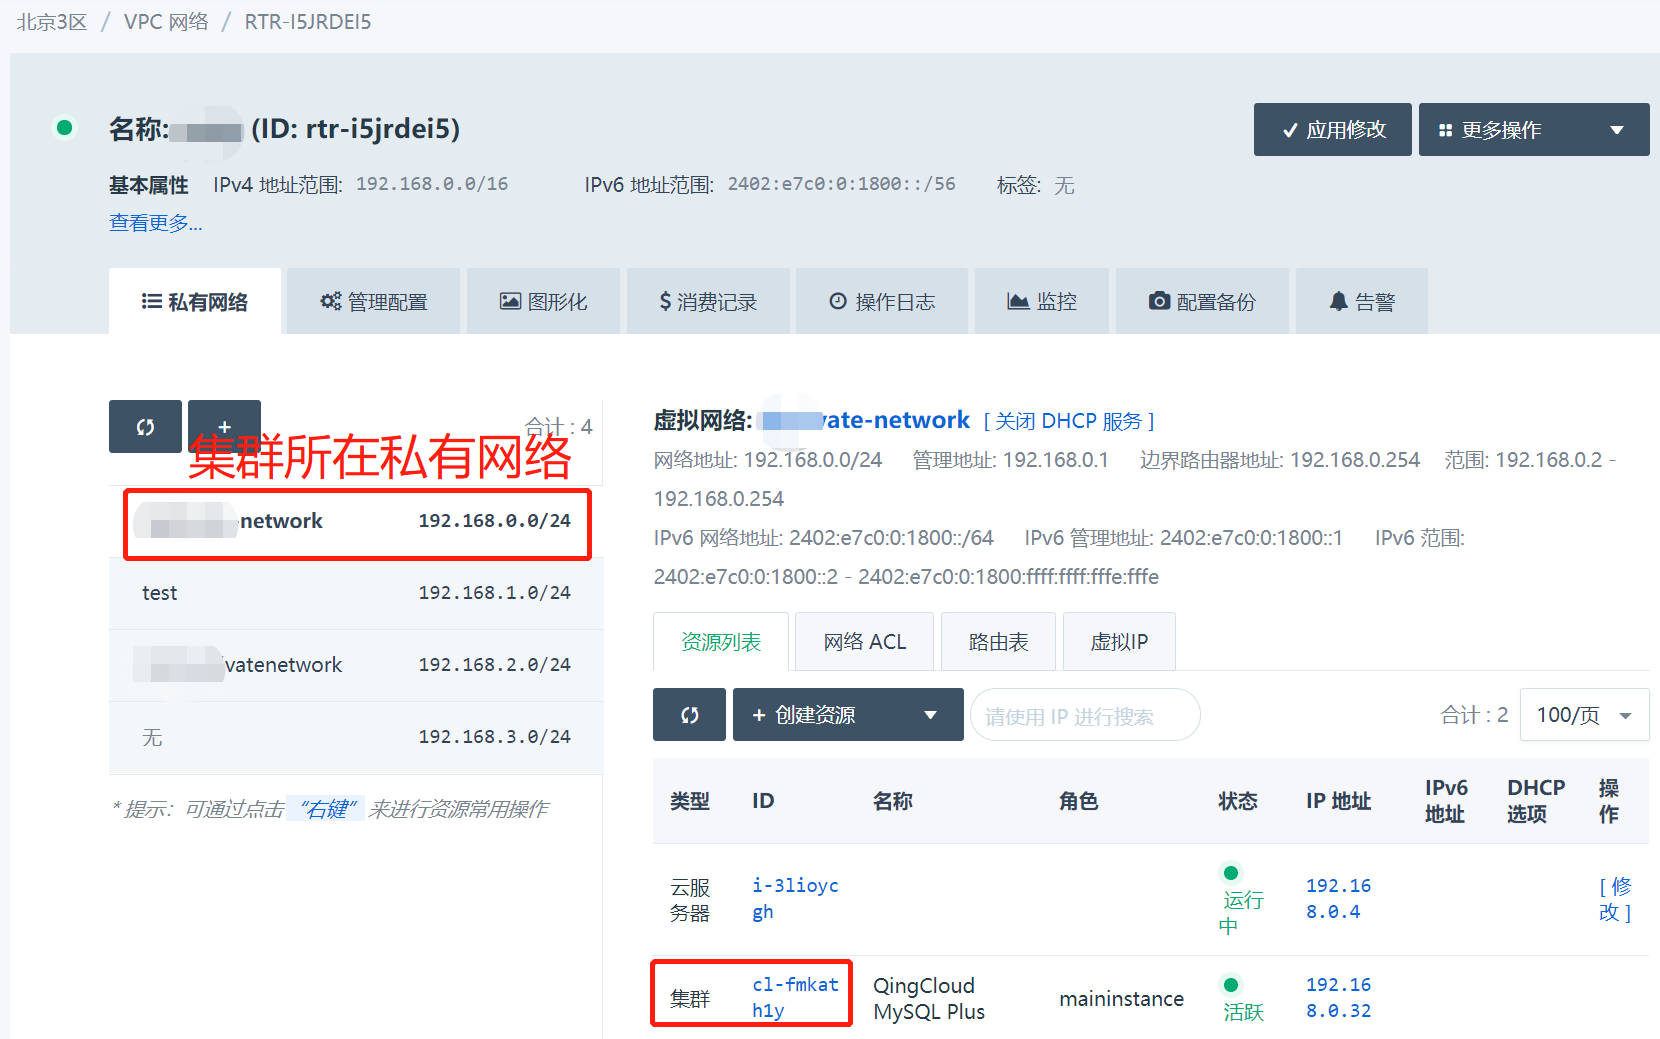 北京3区 / VPC 网络 / RTR-I5JRDEI5
名称: (ID: rtr-i5jrdei5)
应用修改
更多操作
基本属性 IPv4 地址范围: 192.168.0.0/16 IPv6 地址范围: 2402:e7c0:0:1800::/56 标签: 无
查看更多...
私有网络 管理配置 图形化 $ 消费记录 操作日志 监控 配置备份 告警
+ 合计 : 4
集群所在私有网络
-network 192.168.0.0/24
test 192.168.1.0/24
vatenetwork 192.168.2.0/24
无 192.168.3.0/24
* 提示：可通过点击 “右键” 来进行资源常用操作
虚拟网络: vate-network [ 关闭 DHCP 服务 ]
网络地址: 192.168.0.0/24 管理地址: 192.168.0.1 边界路由器地址: 192.168.0.254 范围: 192.168.0.2 -
192.168.0.254
IPv6 网络地址: 2402:e7c0:0:1800::/64 IPv6 管理地址: 2402:e7c0:0:1800::1 IPv6 范围:
2402:e7c0:0:1800::2 - 2402:e7c0:0:1800:ffff:ffff:fffe:fffe
资源列表 网络 ACL 路由表 虚拟IP
+ 创建资源 请使用 IP 进行搜索 合计 : 2 100/页
类型 ID 名称 角色 状态 IP 地址 IPv6 地址 DHCP 选项 操作
云服务器 i-3lioycgh 运行中 192.168.0.4 [ 修改 ]
集群 cl-fmkath1y QingCloud MySQL Plus maininstance 活跃 192.168.0.32